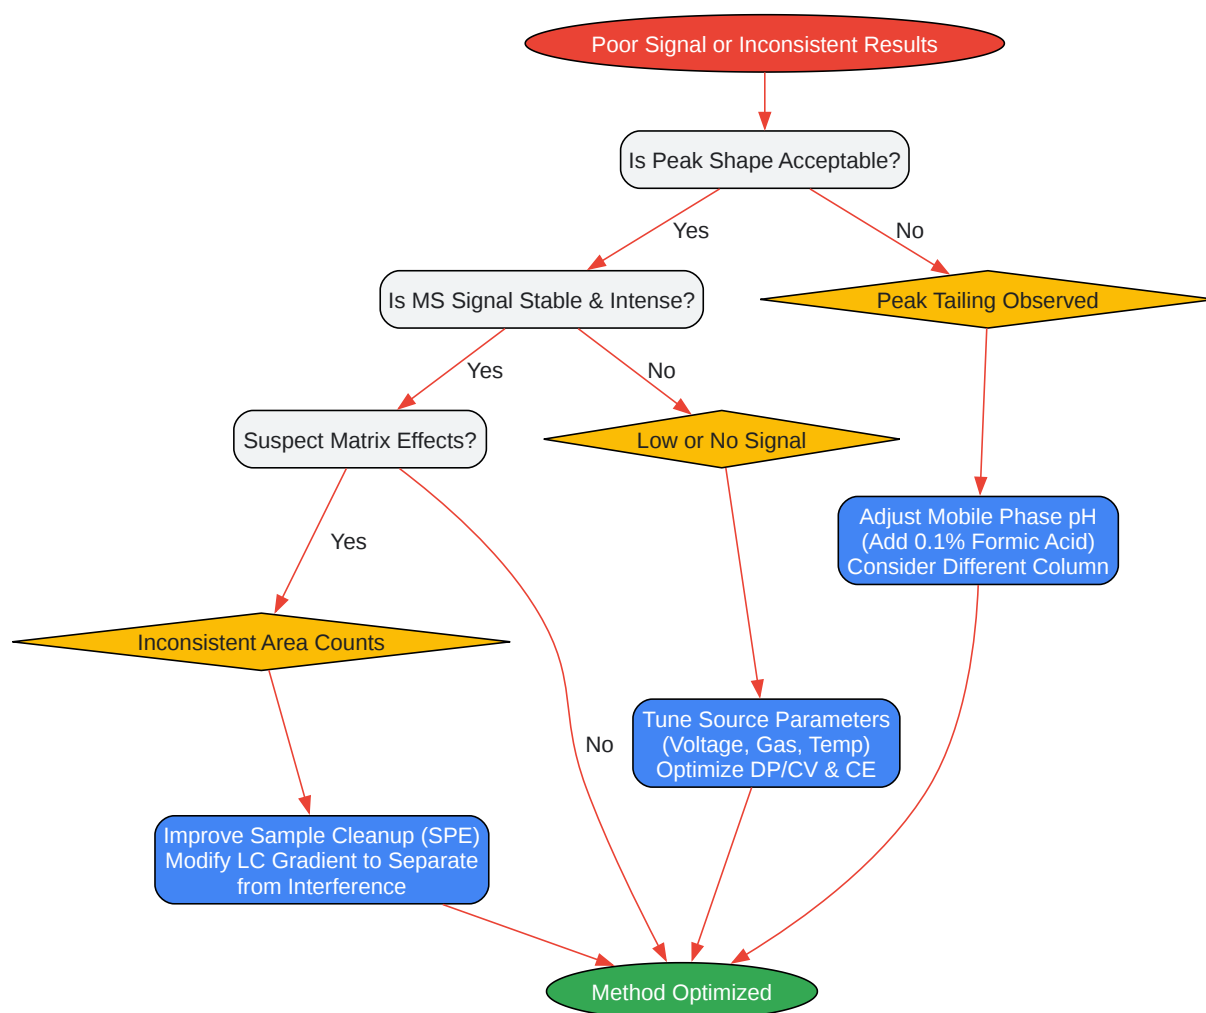 Poor Signal or Inconsistent Results
Is Peak Shape Acceptable?
Yes
No
Is MS Signal Stable & Intense?
Peak Tailing Observed
Yes
No
Suspect Matrix Effects?
Low or No Signal
Adjust Mobile Phase pH
(Add 0.1% Formic Acid)
Consider Different Column
Yes
Inconsistent Area Counts
No
Tune Source Parameters
(Voltage, Gas, Temp)
Optimize DP/CV & CE
Improve Sample Cleanup (SPE)
Modify LC Gradient to Separate
from Interference
Method Optimized